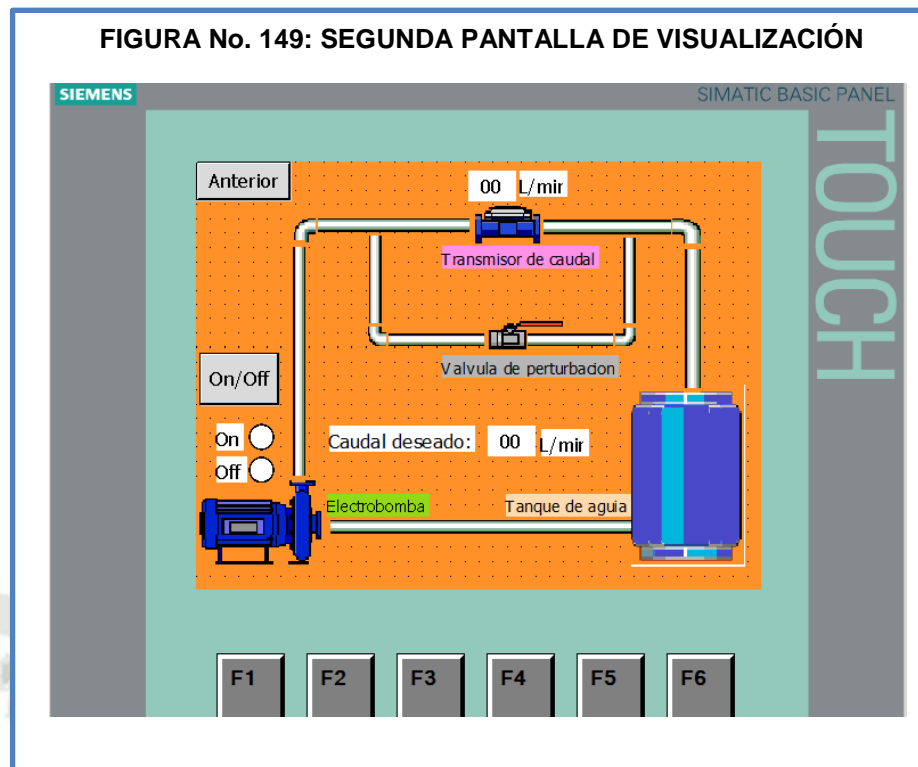 FIGURA No. 149: SEGUNDA PANTALLA DE VISUALIZACIÓN
SIEMENS
SIMATIC BASIC PANEL
TOUCH
Anterior
00 L/mir
Transmisor de caudal
Valvula de perturbacion
On/Off
On
Off
Caudal deseado: 00 L/mir
Electrobomba
Tanque de aguia
F1 F2 F3 F4 F5 F6